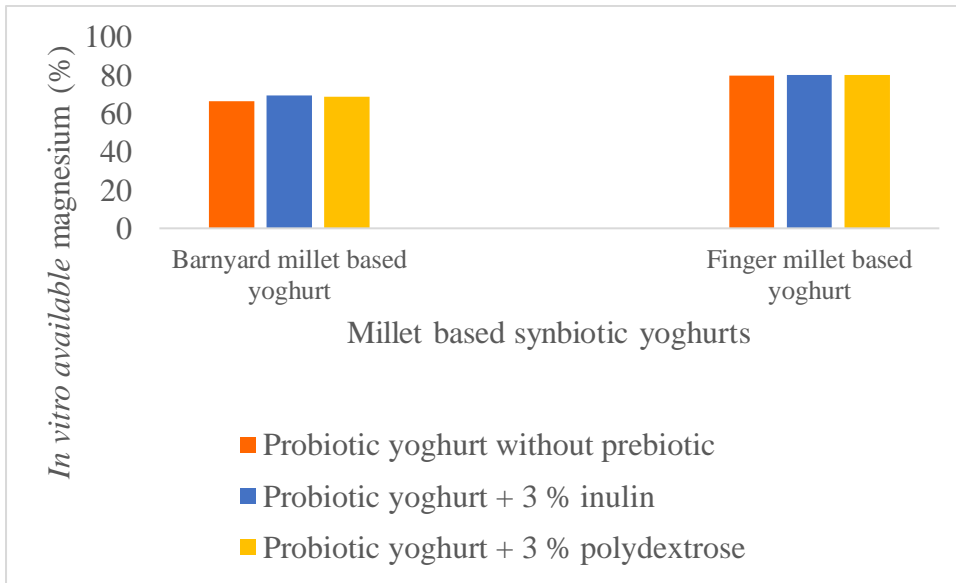 In vitro available magnesium (%)
100
80
60
40
20
0
Barnyard millet based
yoghurt
Finger millet based
yoghurt
Millet based synbiotic yoghurts
Probiotic yoghurt without prebiotic
Probiotic yoghurt + 3 % inulin
Probiotic yoghurt + 3 % polydextrose